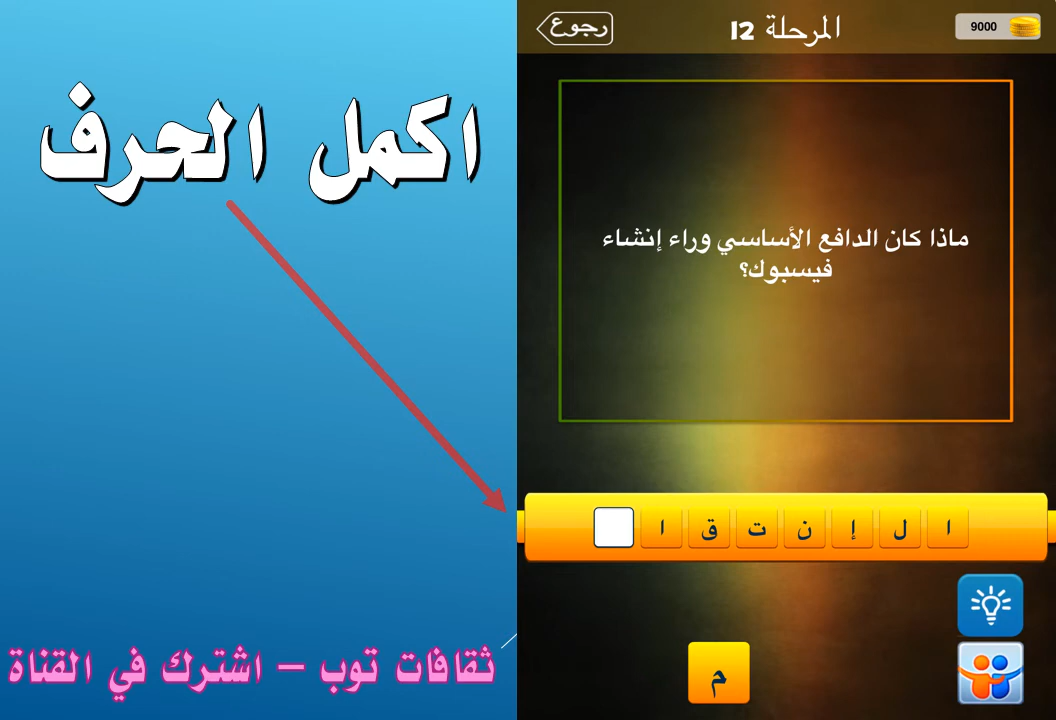 اكمل الحرف
ثقافات توب – اشترك في القناة
رجوع
المرحلة 12
9000
ماذا كان الدافع الأساسي وراء إنشاء
فيسبوك؟
ا ل إ ن ت ق ا
م